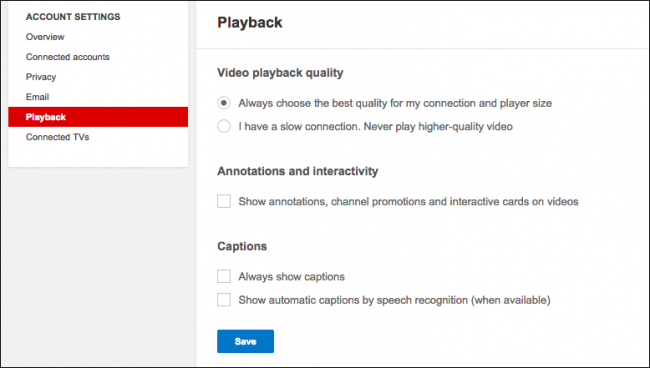 ACCOUNT SETTINGS
Overview
Connected accounts
Privacy
Email
Playback
Connected TVs
Playback
Video playback quality
Always choose the best quality for my connection and player size
I have a slow connection. Never play higher-quality video
Annotations and interactivity
Show annotations, channel promotions and interactive cards on videos
Captions
Always show captions
Show automatic captions by speech recognition (when available)
Save